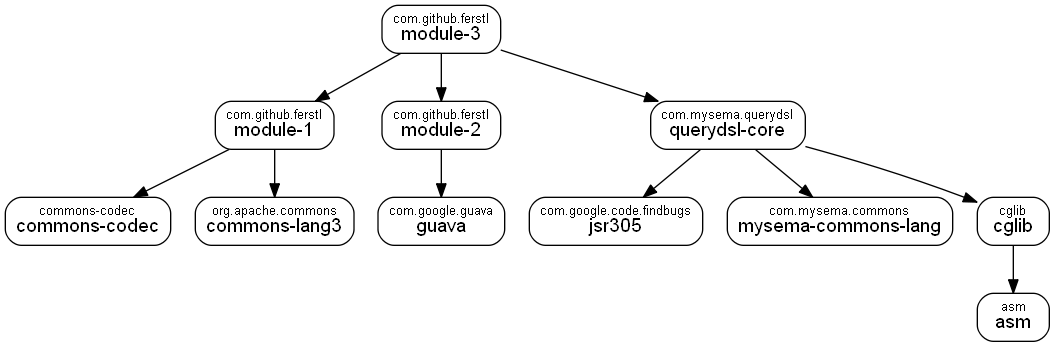 com.github.ferstl
module-3
com.github.ferstl
module-1
com.github.ferstl
module-2
com.mysema.querydsl
querydsl-core
commons-codec
commons-codec
org.apache.commons
commons-lang3
com.google.guava
guava
com.google.code.findbugs
jsr305
com.mysema.commons
mysema-commons-lang
cglib
cglib
asm
asm